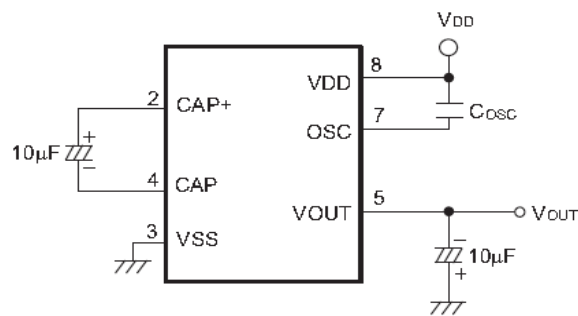 VDD
8
VDD
2
CAP+
7
COSC
OSC
+
10μF
−
4
CAP
5
VOUT
VOUT
3
VSS
−
10μF
+